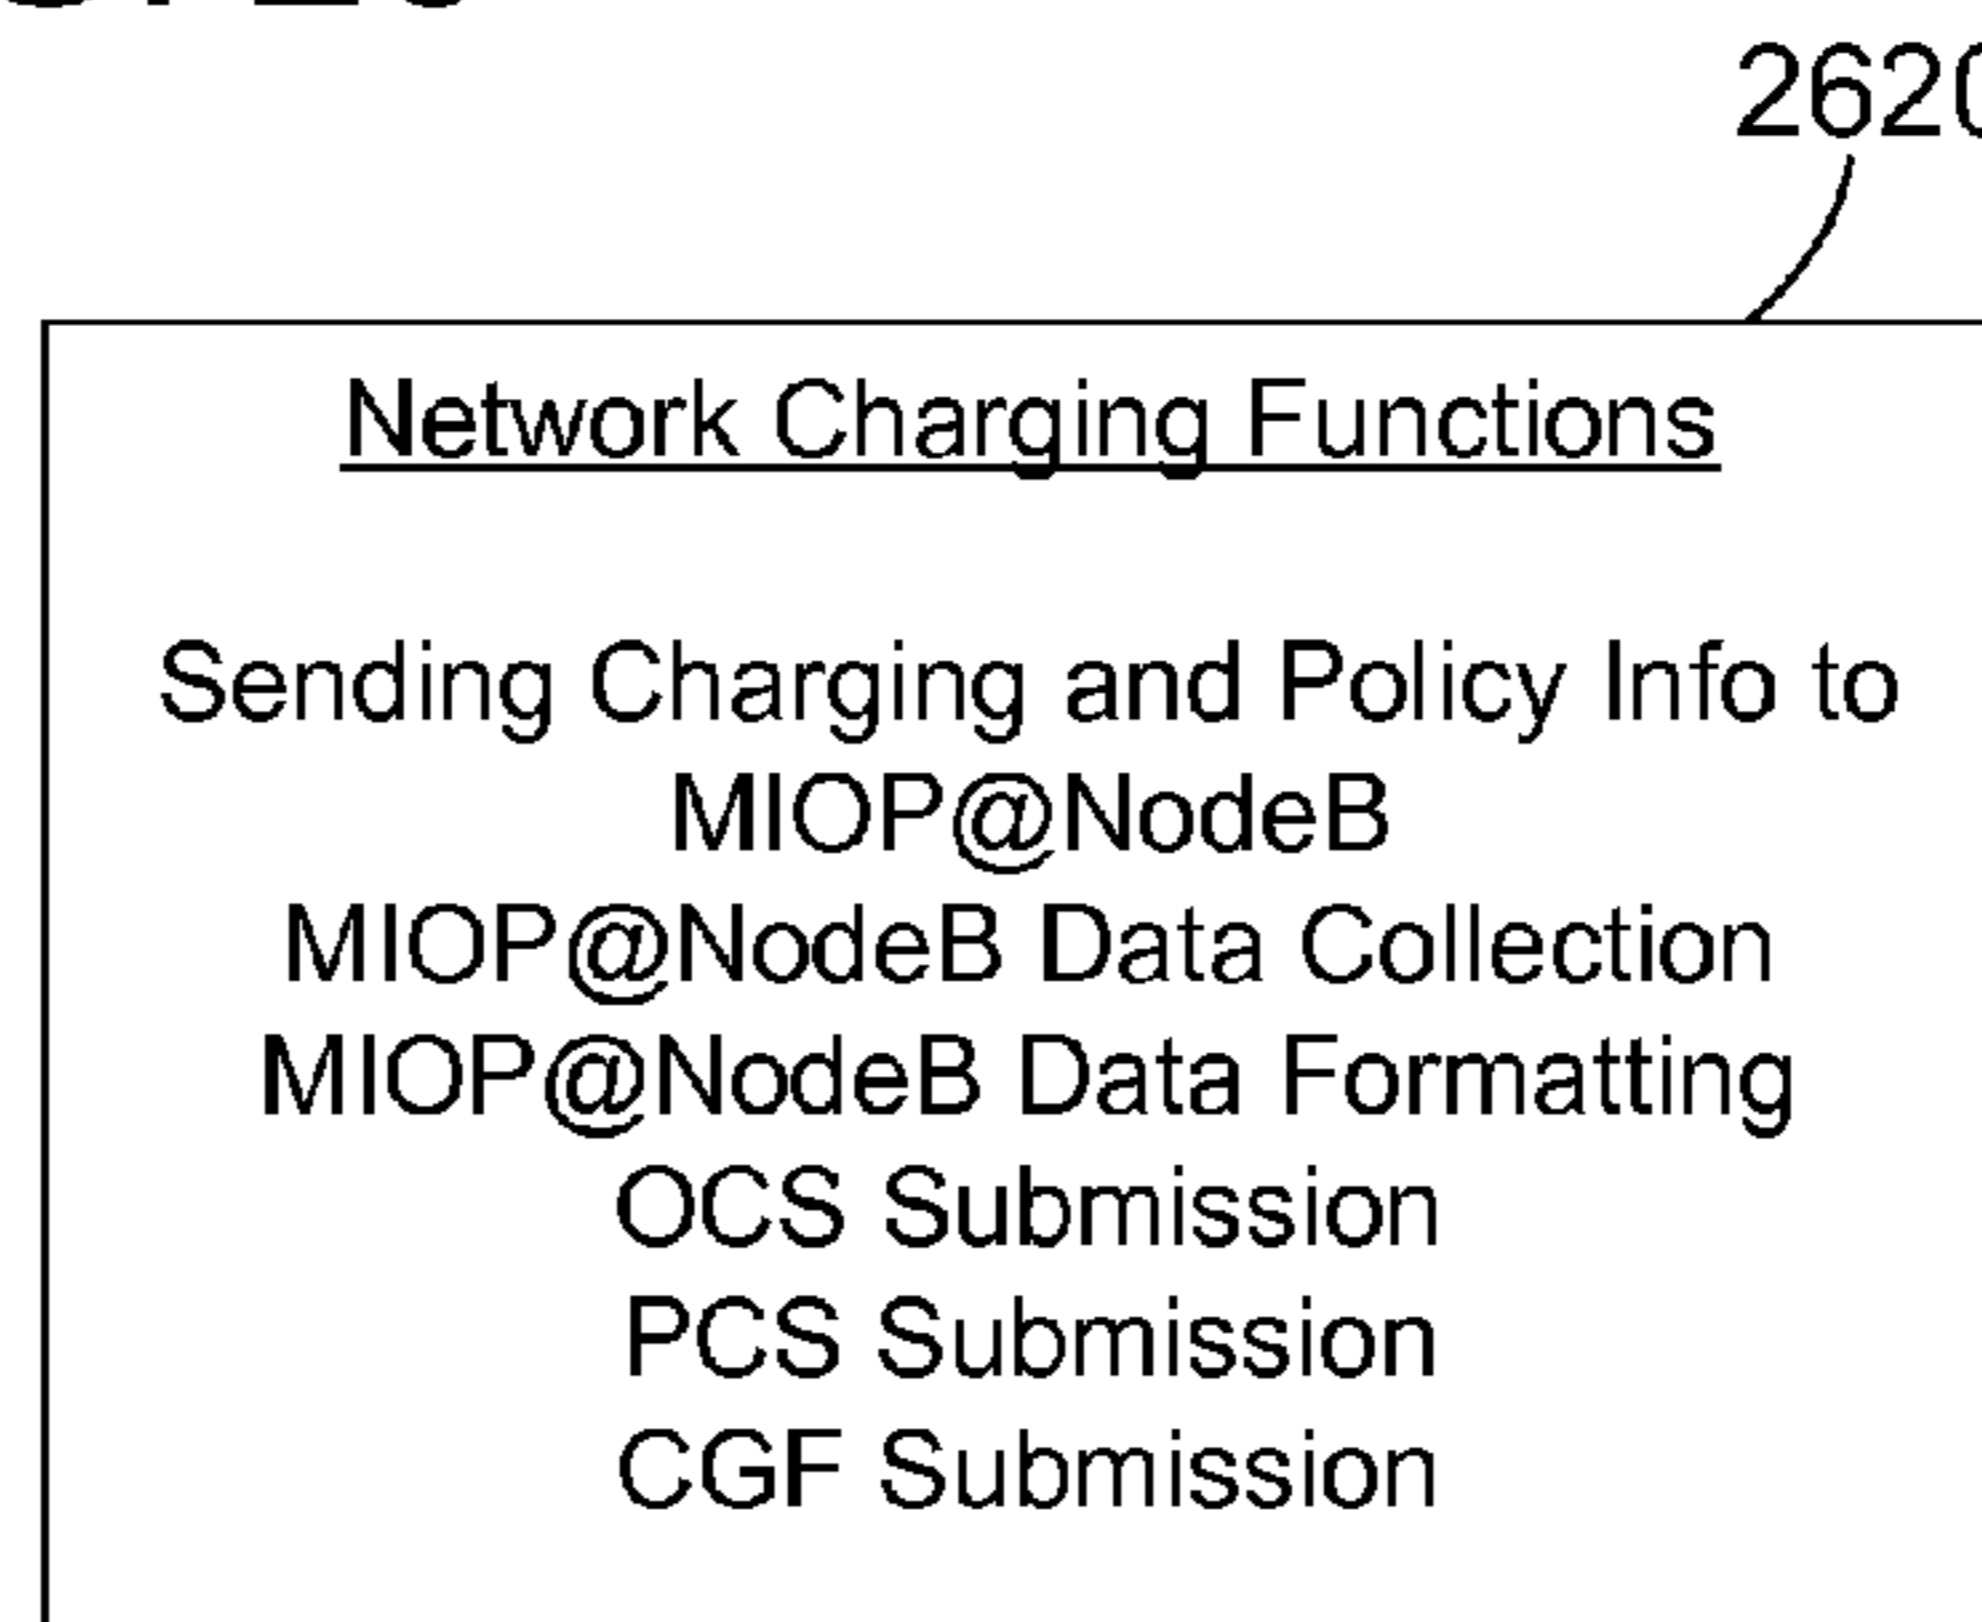 2620
Network Charging Functions
Sending Charging and Policy Info to
MIOP@NodeB
MIOP@NodeB Data Collection
MIOP@NodeB Data Formatting
OCS Submission
PCS Submission
CGF Submission